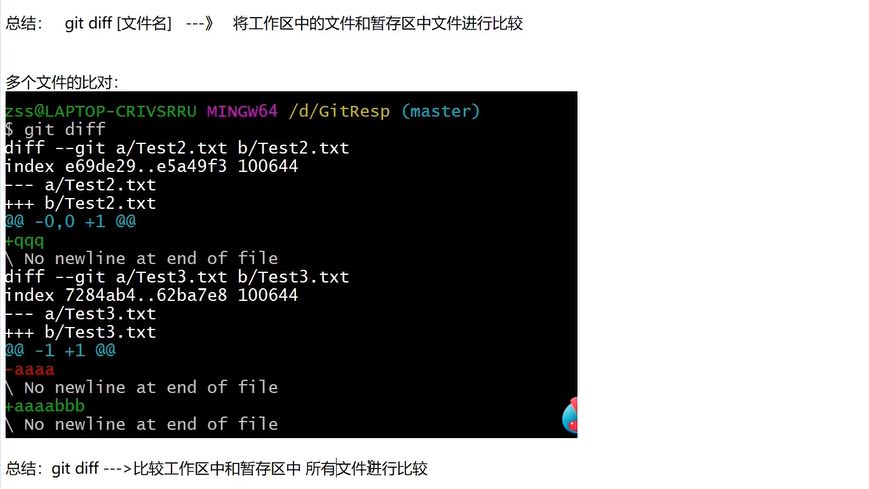 总结： git diff [文件名] ---》 将工作区中的文件和暂存区中文件进行比较
多个文件的比对：
zss@LAPTOP-CRIVSRRU MINGW64 /d/GitResp (master)
$ git diff
diff --git a/Test2.txt b/Test2.txt
index e69de29..e5a49f3 100644
--- a/Test2.txt
+++ b/Test2.txt
@@ -0,0 +1 @@
+qqq
\ No newline at end of file
diff --git a/Test3.txt b/Test3.txt
index 7284ab4..62ba7e8 100644
--- a/Test3.txt
+++ b/Test3.txt
@@ -1 +1 @@
-aaaa
\ No newline at end of file
+aaaabbb
\ No newline at end of file
总结：git diff --->比较工作区中和暂存区中 所有文件进行比较